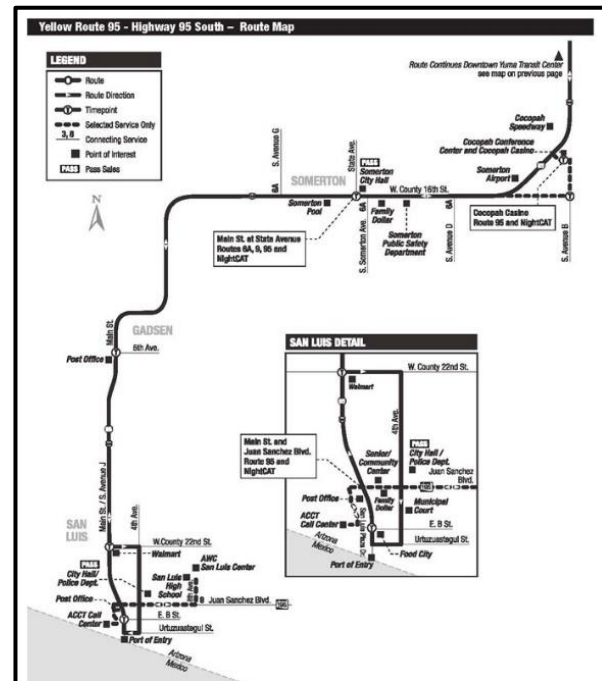 Yellow Route 95 - Highway 95 South – Route Map
LEGEND
Route
Route Direction
T
Timepoint
Selected Service Only
3, 8
Connecting Service
Point of Interest
PASS
Pass Sales
N
Route Continues Downtown Yuma Transit Center
see map on previous page
Cocopah
Speedway
Cocopah Conference
Center and Cocopah Casino
Somerton
Airport
Cocopah Casino
Route 95 and NightCAT
S. Avenue B
S. Avenue G
6A
SOMERTON
State Ave.
PASS
Somerton
City Hall
W. County 16th St.
Somerton
Pool
T
6A
S. Somerton Ave.
Family
Dollar
Somerton
Public Safety
Department
6A
S. Avenue D
T
T
Main St. at State Avenue
Routes 6A, 9, 95 and
NightCAT
Main St.
GADSEN
T
6th Ave.
Post Office
Main St. / S. Avenue J
SAN
LUIS
4th Ave.
T
W.County 22nd St.
Walmart
PASS
City Hall/
Police Dept.
AWC
San Luis Center
San Luis
High
School
Post Office
Juan Sanchez Blvd.
ACCT Call
Center
T
E. B St.
Urtuzuastegui St.
Port of Entry
Arizona
Mexico
SAN LUIS DETAIL
T
W. County 22nd St.
Walmart
4th Ave.
Main St. and
Juan Sanchez Blvd.
Route 95 and
NightCAT
Senior/
Community
Center
PASS
City Hall /
Police Dept.
Juan Sanchez
Blvd.
Post Office
Family
Dollar
Municipal
Court
ACCT
Call Center
San Luis Plaza Dr.
T
E. B St.
Urtuzuastegui St.
Food City
Port of Entry
Arizona
Mexico